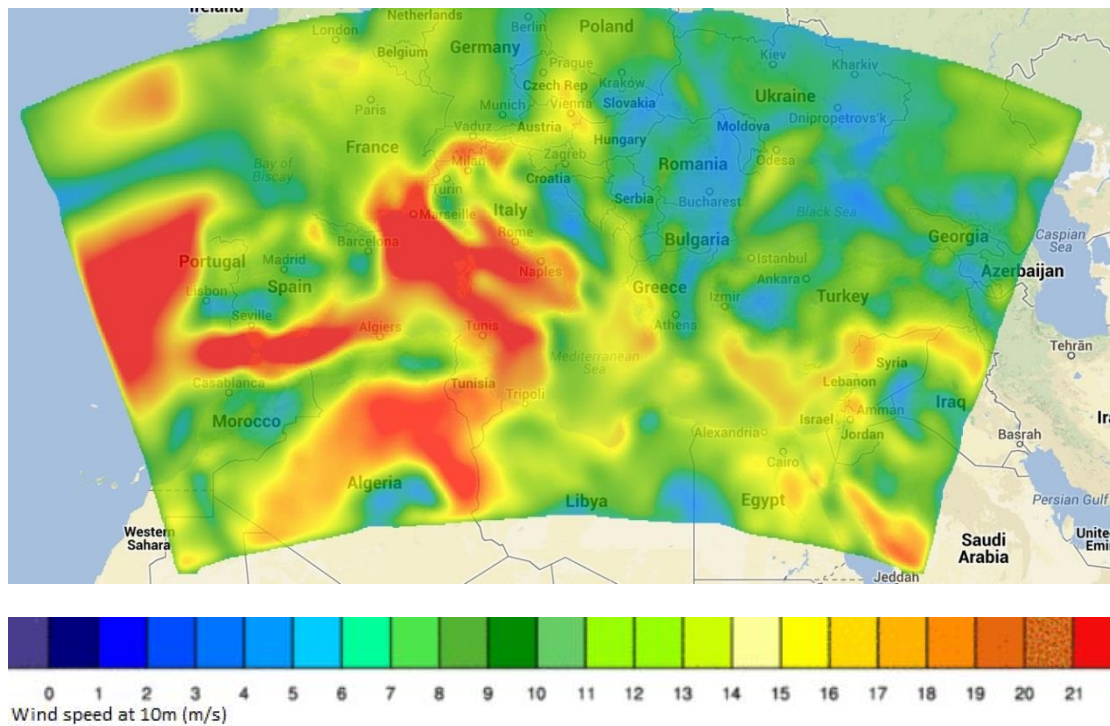 Ireland
Netherlands
London
Berlin
Poland
Belgium
Germany
Kiev
Prague
Kharkiv
Czech Rep
Kraków
Paris
Munich
Vienna
Slovakia
Ukraine
Vaduz
Austria
Moldova
Dnipropetrovs'k
France
Hungary
Bay of
Biscay
Milan
Zagreb
Romania
Odesa
Turin
Croatia
Serbia
Bucharest
Marseille
Italy
Black Sea
Rome
Barcelona
Bulgaria
Georgia
Caspian
Sea
Portugal
Madrid
Naples
Istanbul
Azerbaijan
Spain
Greece
Ankara
Lisbon
Izmir
Turkey
Seville
Algiers
Tunis
Athens
Tehrān
Mediterranean
Sea
Syria
Casablanca
Tunisia
Lebanon
Tripoli
Iraq
Morocco
Israel
Amman
Alexandria
Jordan
Basrah
Ira
Cairo
Algeria
Libya
Egypt
Persian Gulf
Western
Sahara
Saudi
Arabia
United
Emi
Jeddah
0 1 2 3 4 5 6 7 8 9 10 11 12 13 14 15 16 17 18 19 20 21
Wind speed at 10m (m/s)